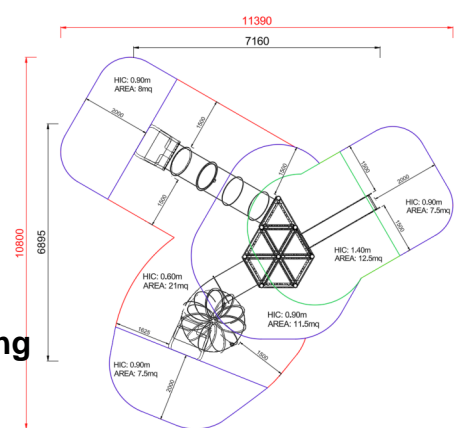 11390
7160
HIC: 0.90m
AREA: 8mq
2000
1500
1500
1500
1500
2000
HIC: 0.90m
AREA: 7.5mq
1500
10800
6895
HIC: 1.40m
AREA: 12.5mq
HIC: 0.60m
AREA: 21mq
HIC: 0.90m
AREA: 11.5mq
ng
1625
1500
HIC: 0.90m
AREA: 7.5mq
2000